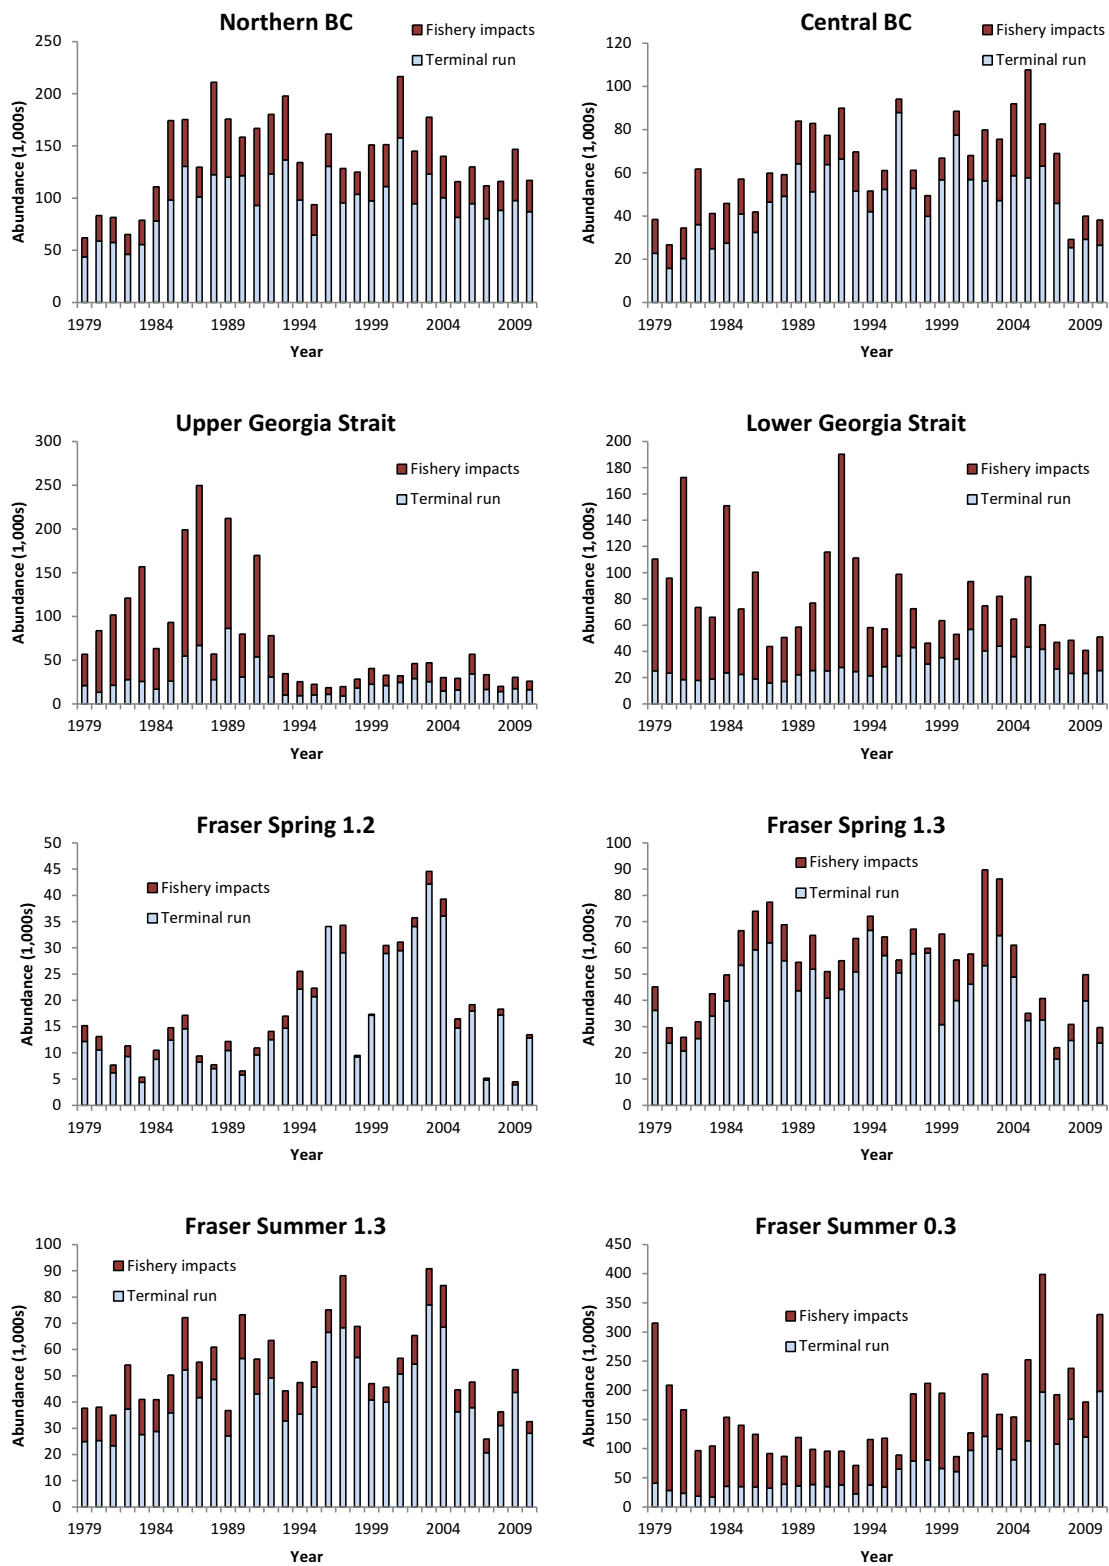 Northern BC
Fishery impacts
Terminal run
Abundance (1,000s)
250
200
150
100
50
0
1979 1984 1989 1994 1999 2004 2009
Year
Central BC
Fishery impacts
Terminal run
Abundance (1,000s)
120
100
80
60
40
20
0
1979 1984 1989 1994 1999 2004 2009
Year
Upper Georgia Strait
Fishery impacts
Terminal run
Abundance (1,000s)
300
250
200
150
100
50
0
1979 1984 1989 1994 1999 2004 2009
Year
Lower Georgia Strait
Fishery impacts
Terminal run
Abundance (1,000s)
200
180
160
140
120
100
80
60
40
20
0
1979 1984 1989 1994 1999 2004 2009
Year
Fraser Spring 1.2
Fishery impacts
Terminal run
Abundance (1,000s)
50
45
40
35
30
25
20
15
10
5
0
1979 1984 1989 1994 1999 2004 2009
Year
Fraser Spring 1.3
Fishery impacts
Terminal run
Abundance (1,000s)
100
90
80
70
60
50
40
30
20
10
0
1979 1984 1989 1994 1999 2004 2009
Year
Fraser Summer 1.3
Fishery impacts
Terminal run
Abundance (1,000s)
100
90
80
70
60
50
40
30
20
10
0
1979 1984 1989 1994 1999 2004 2009
Year
Fraser Summer 0.3
Fishery impacts
Terminal run
Abundance (1,000s)
450
400
350
300
250
200
150
100
50
0
1979 1984 1989 1994 1999 2004 2009
Year